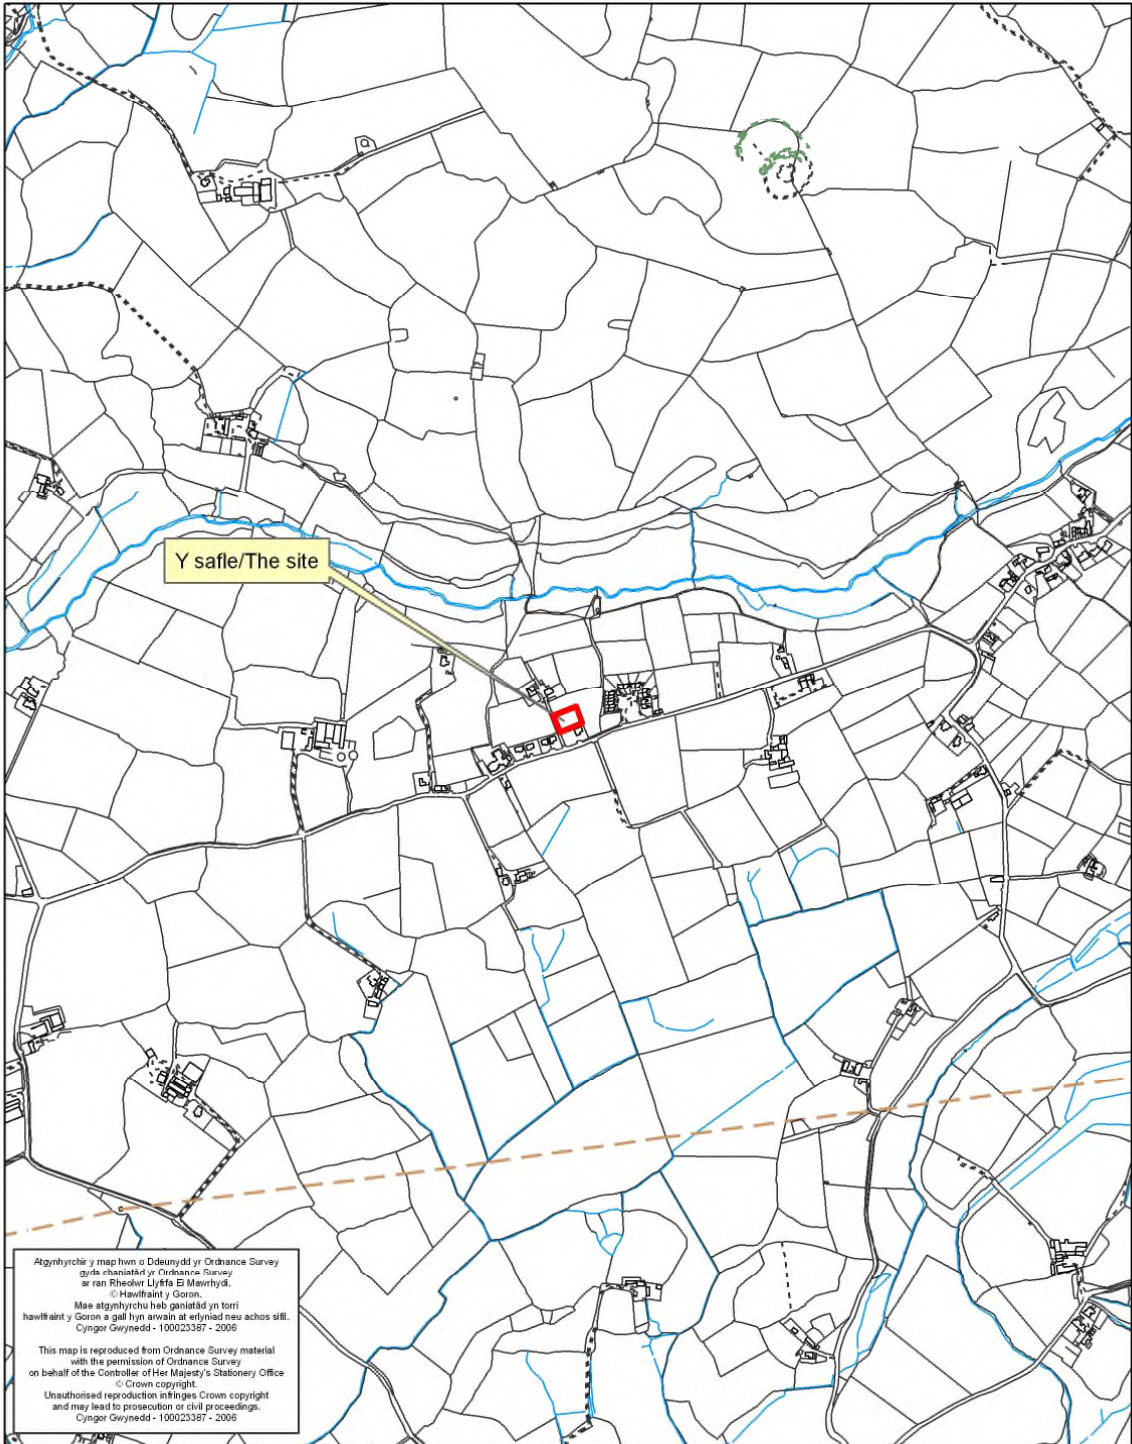 Y safle/The site
Atgynhyrchir y map hwn o Ddeunydd yr Ordnance Survey
gyda chaniatâd yr Ordnance Survey
ar ran Rheolwr Llyfrfa Ei Mawrhydi.
© Hawlfraint y Goron.
Mae atgynhyrchu heb ganiatâd yn torri
hawlfraint y Goron a gall hyn arwain at erlyniad neu achos sifil.
Cyngor Gwynedd - 100023387 - 2006
This map is reproduced from Ordnance Survey material
with the permission of Ordnance Survey
on behalf of the Controller of Her Majesty's Stationery Office
© Crown copyright.
Unauthorised reproduction infringes Crown copyright
and may lead to prosecution or civil proceedings.
Cyngor Gwynedd - 100023387 - 2006